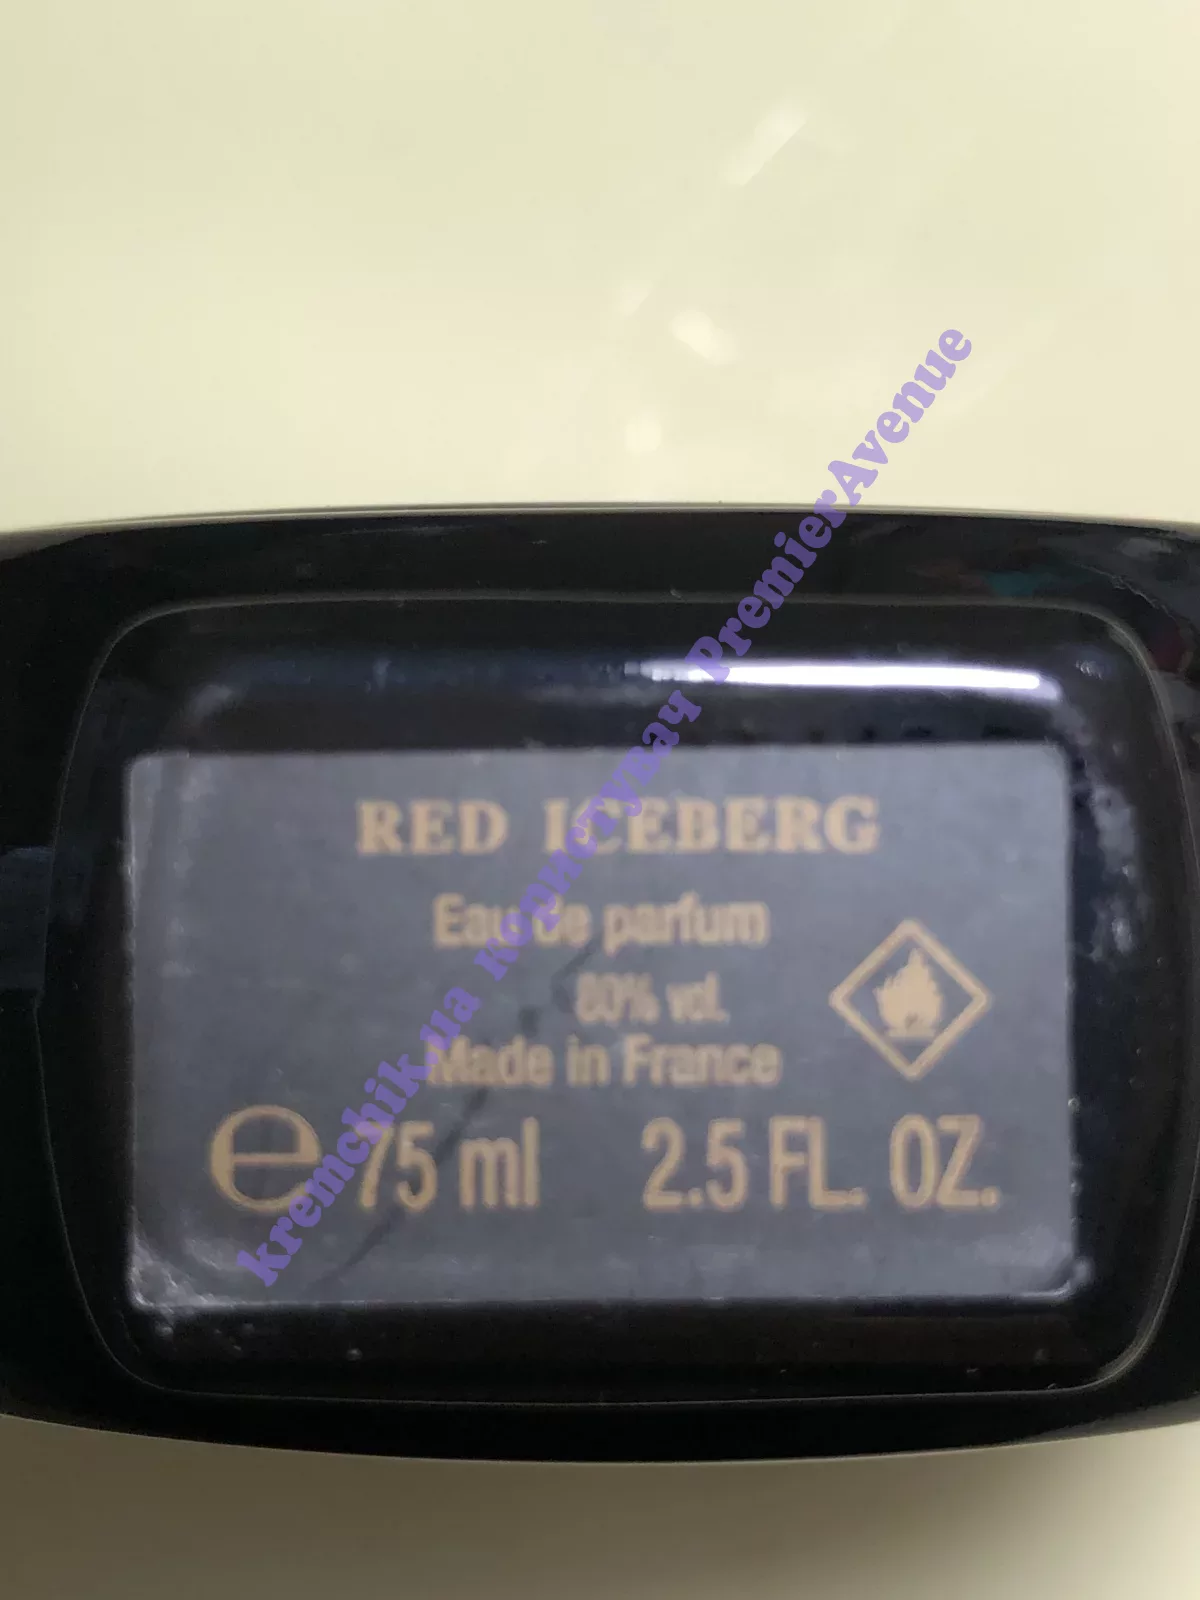 RED ICEBERG
Eau de parfum
80% vol.
Made in France
e 75 ml 2.5 FL. OZ.
kremchik.ua користувач PremierAvenue